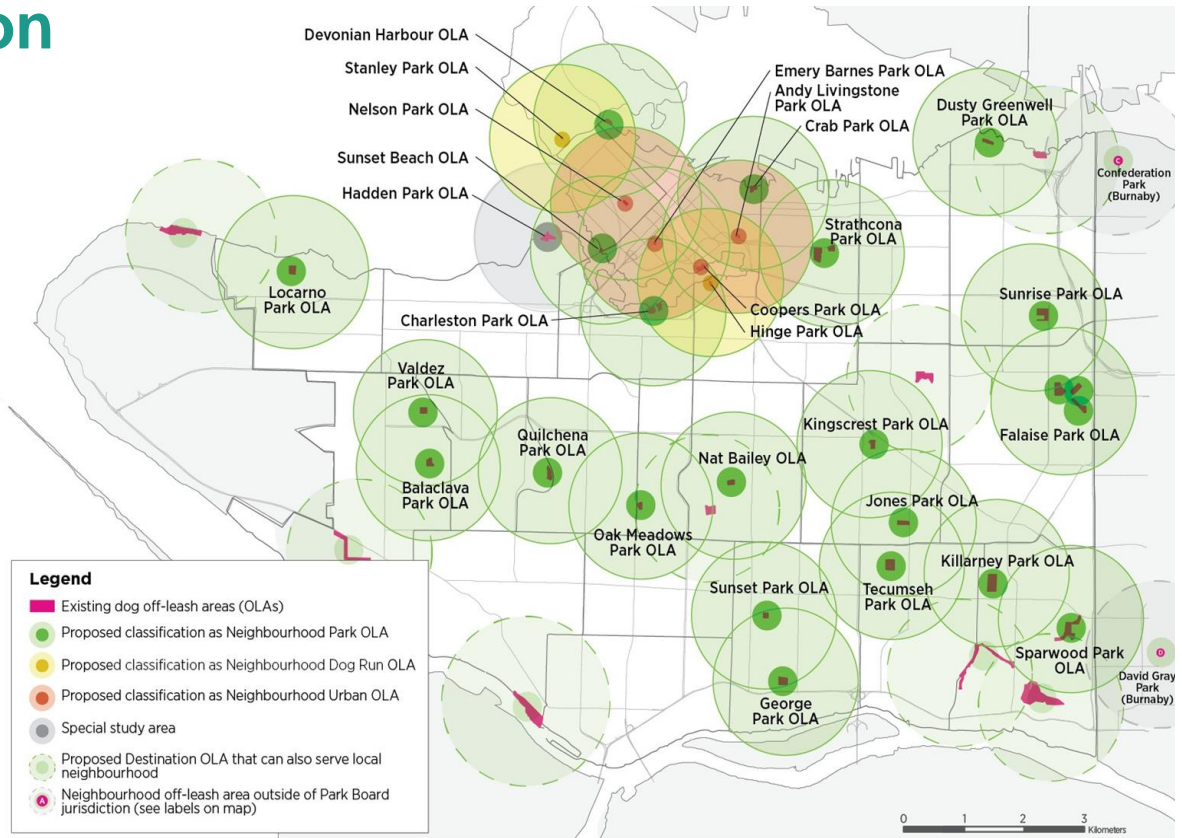 on
Devonian Harbour OLA
Stanley Park OLA
Nelson Park OLA
Sunset Beach OLA
Hadden Park OLA
Emery Barnes Park OLA
Andy Livingstone
Park OLA
Crab Park OLA
Dusty Greenwell
Park OLA
C
Confederation
Park
(Burnaby)
Strathcona
Park OLA
Locarno
Park OLA
Charleston Park OLA
Coopers Park OLA
Hinge Park OLA
Sunrise Park OLA
Valdez
Park OLA
Quilchena
Park OLA
Nat Bailey OLA
Kingscrest Park OLA
Falaise Park OLA
Balaclava
Park OLA
Oak Meadows
Park OLA
Jones Park OLA
Sunset Park OLA
Tecumseh
Park OLA
Killarney Park OLA
Sparwood Park
OLA
D
David Gray
Park
(Burnaby)
George
Park OLA
Legend
Existing dog off-leash areas (OLAs)
Proposed classification as Neighbourhood Park OLA
Proposed classification as Neighbourhood Dog Run OLA
Proposed classification as Neighbourhood Urban OLA
Special study area
Proposed Destination OLA that can also serve local
neighbourhood
A
Neighbourhood off-leash area outside of Park Board
jurisdiction (see labels on map)
0 1 2 3
Kilometers